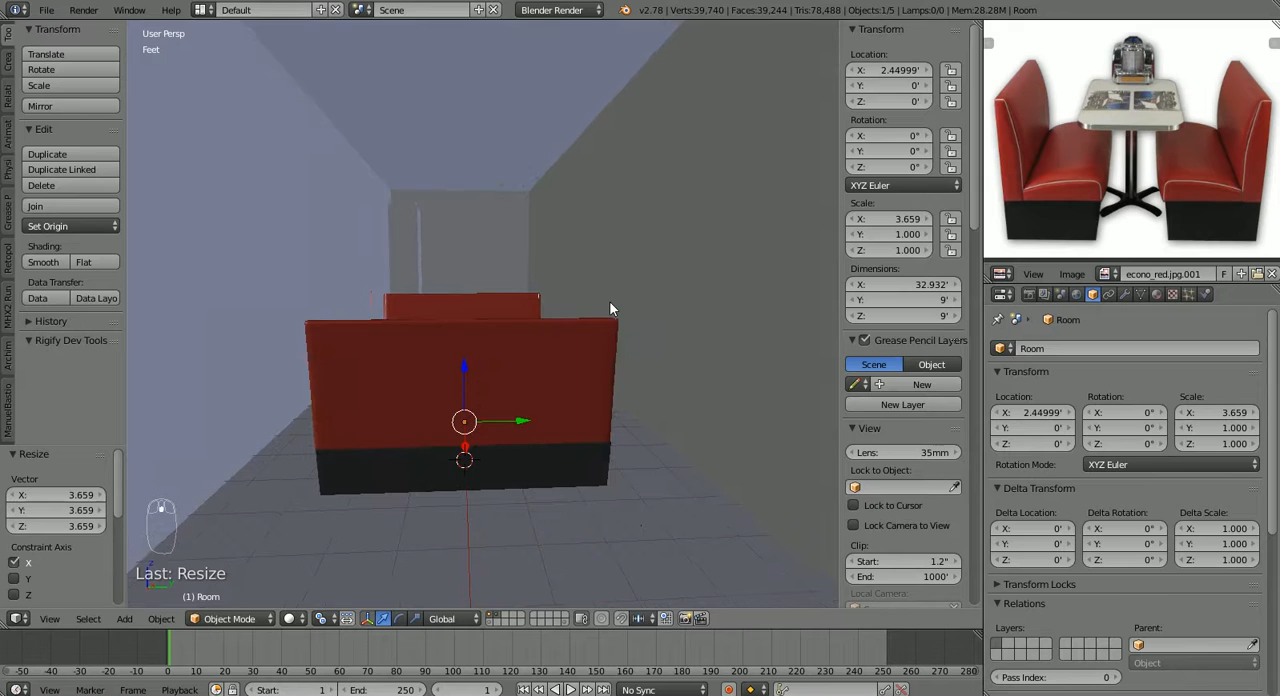 File Render Window Help Default Scene Blender Render v2.78 | Verts:39,740 | Faces:39,244 | Tris:78,488 | Objects:1/5 | Lamps:0/0 | Mem:28.28M | Room
Transform
Translate
Rotate
Scale
Mirror
Edit
Duplicate
Duplicate Linked
Delete
Join
Set Origin
Shading:
Smooth Flat
Data Transfer:
Data Data Layo
History
Rigify Dev Tools
Resize
Vector
X: 3.659
Y: 3.659
Z: 3.659
Constraint Axis
X
Y
Z
Too
Crea
Relati
Animat
Physi
Grease P
Retopol
MHX2 Run
Archim
ManuelBastio
User Persp
Feet
Last: Resize
(1) Room
Transform
Location:
X: 2.44999'
Y: 0'
Z: 0'
Rotation:
X: 0°
Y: 0°
Z: 0°
XYZ Euler
Scale:
X: 3.659
Y: 1.000
Z: 1.000
Dimensions:
X: 32.932'
Y: 9'
Z: 9'
Grease Pencil Layers
Scene Object
New
New Layer
View
Lens: 35mm
Lock to Object:
Lock to Cursor
Lock Camera to View
Clip:
Start: 1.2"
End: 1000'
Local Camera:
View Image econo_red.jpg.001 F
Room
Room
Transform
Location: Rotation: Scale:
X: 2.44999' X: 0° X: 3.659
Y: 0' Y: 0° Y: 1.000
Z: 0' Z: 0° Z: 1.000
Rotation Mode: XYZ Euler
Delta Transform
Delta Location: Delta Rotation: Delta Scale:
X: 0' X: 0° X: 1.000
Y: 0' Y: 0° Y: 1.000
Z: 0' Z: 0° Z: 1.000
Transform Locks
Relations
Layers: Parent:
Object
Pass Index: 0
View Select Add Object Object Mode Global
-50 -40 -30 -20 -10 0 10 20 30 40 50 60 70 80 90 100 110 120 130 140 150 160 170 180 190 200 210 220 230 240 250 260 270 280
View Marker Frame Playback Start: 1 End: 250 1 No Sync